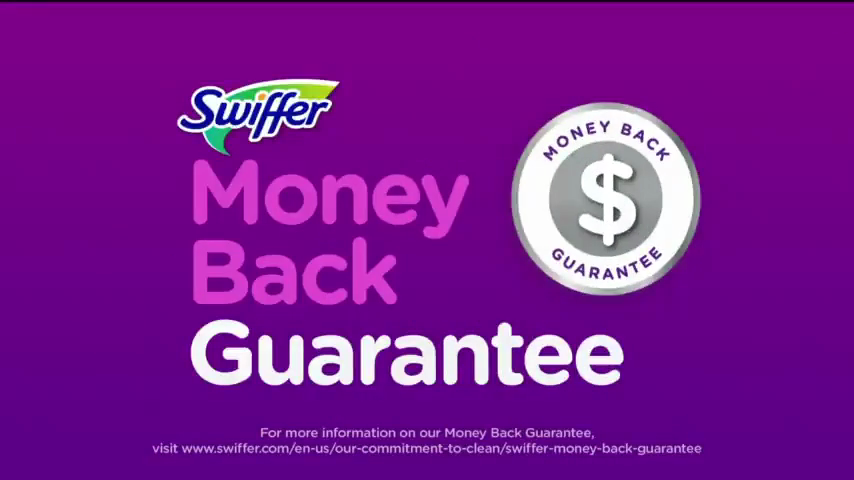 Swiffer
Money
Back
Guarantee
MONEY BACK
$
GUARANTEE
For more information on our Money Back Guarantee,
visit www.swiffer.com/en-us/our-commitment-to-clean/swiffer-money-back-guarantee